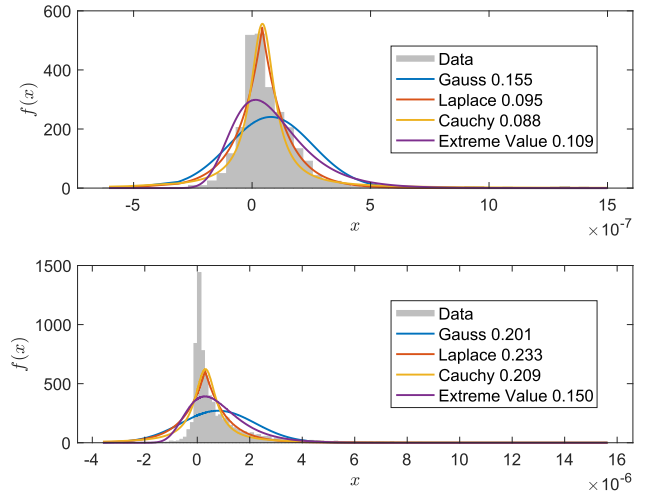 600
400
200
0
f(x)
Data
Gauss 0.155
Laplace 0.095
Cauchy 0.088
Extreme Value 0.109
-5 0 5 10 15
x
×10-7
1500
1000
500
0
f(x)
Data
Gauss 0.201
Laplace 0.233
Cauchy 0.209
Extreme Value 0.150
-4 -2 0 2 4 6 8 10 12 14 16
x
×10-6